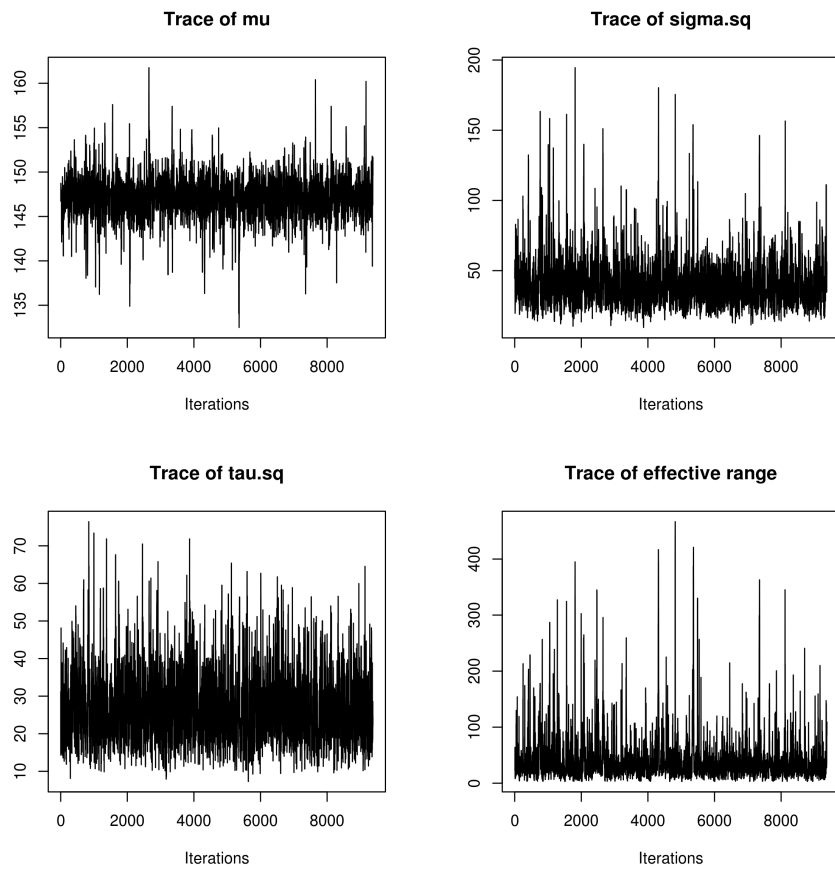 Trace of mu
160
155
150
145
140
135
0 2000 4000 6000 8000
Iterations
Trace of sigma.sq
200
150
100
50
0 2000 4000 6000 8000
Iterations
Trace of tau.sq
70
60
50
40
30
20
10
0 2000 4000 6000 8000
Iterations
Trace of effective range
400
300
200
100
0
0 2000 4000 6000 8000
Iterations